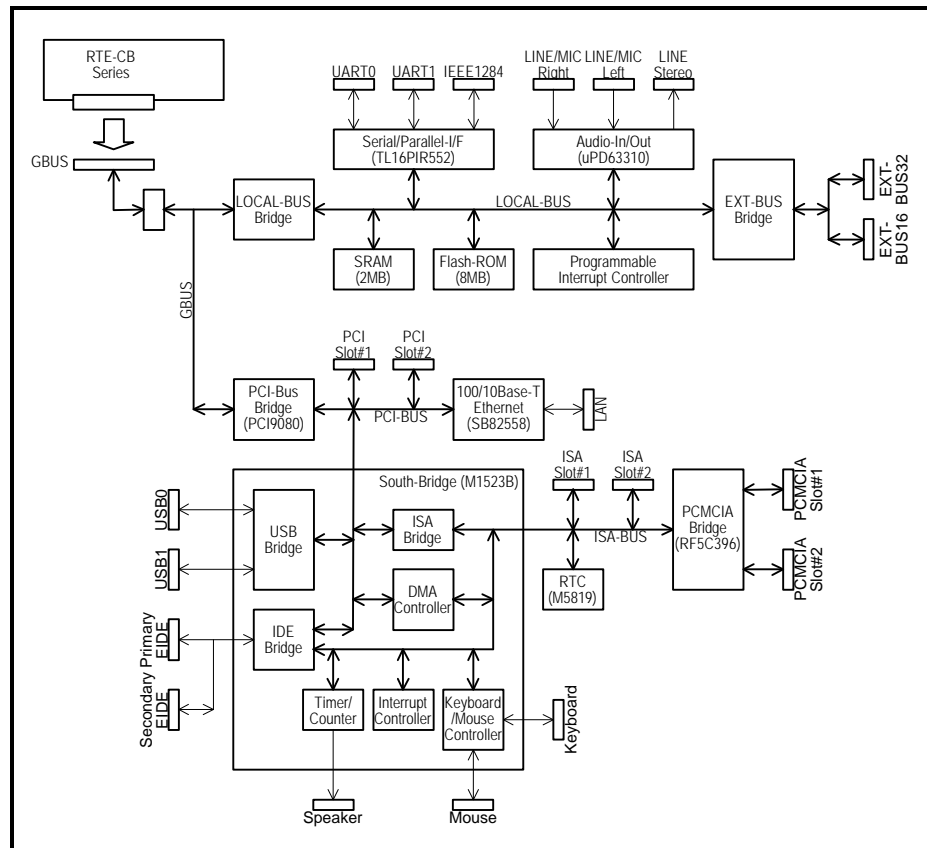 RTE-CB
Series
GBUS
UART0
UART1
IEEE1284
LINE/MIC
Right
LINE/MIC
Left
LINE
Stereo
Serial/Parallel-I/F
(TL16PIR552)
Audio-In/Out
(uPD63310)
LOCAL-BUS
Bridge
LOCAL-BUS
EXT-BUS
Bridge
EXT-
BUS32
EXT-
BUS16
SRAM
(2MB)
Flash-ROM
(8MB)
Programmable
Interrupt Controller
GBUS
PCI
Slot#1
PCI
Slot#2
PCI-Bus
Bridge
(PCI9080)
PCI-BUS
100/10Base-T
Ethernet
(SB82558)
LAN
South-Bridge (M1523B)
ISA
Slot#1
ISA
Slot#2
USB0
USB1
USB
Bridge
ISA
Bridge
ISA-BUS
PCMCIA
Bridge
(RF5C396)
PCMCIA
Slot#1
PCMCIA
Slot#2
DMA
Controller
RTC
(M5819)
IDE
Bridge
Primary
EIDE
Secondary
EIDE
Timer/
Counter
Interrupt
Controller
Keyboard
/Mouse
Controller
Keyboard
Speaker
Mouse